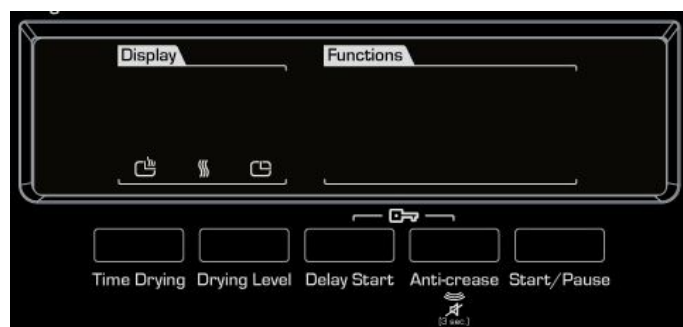 Display Functions
Time Drying Drying Level Delay Start Anti-crease Start/Pause
[3 sec.]